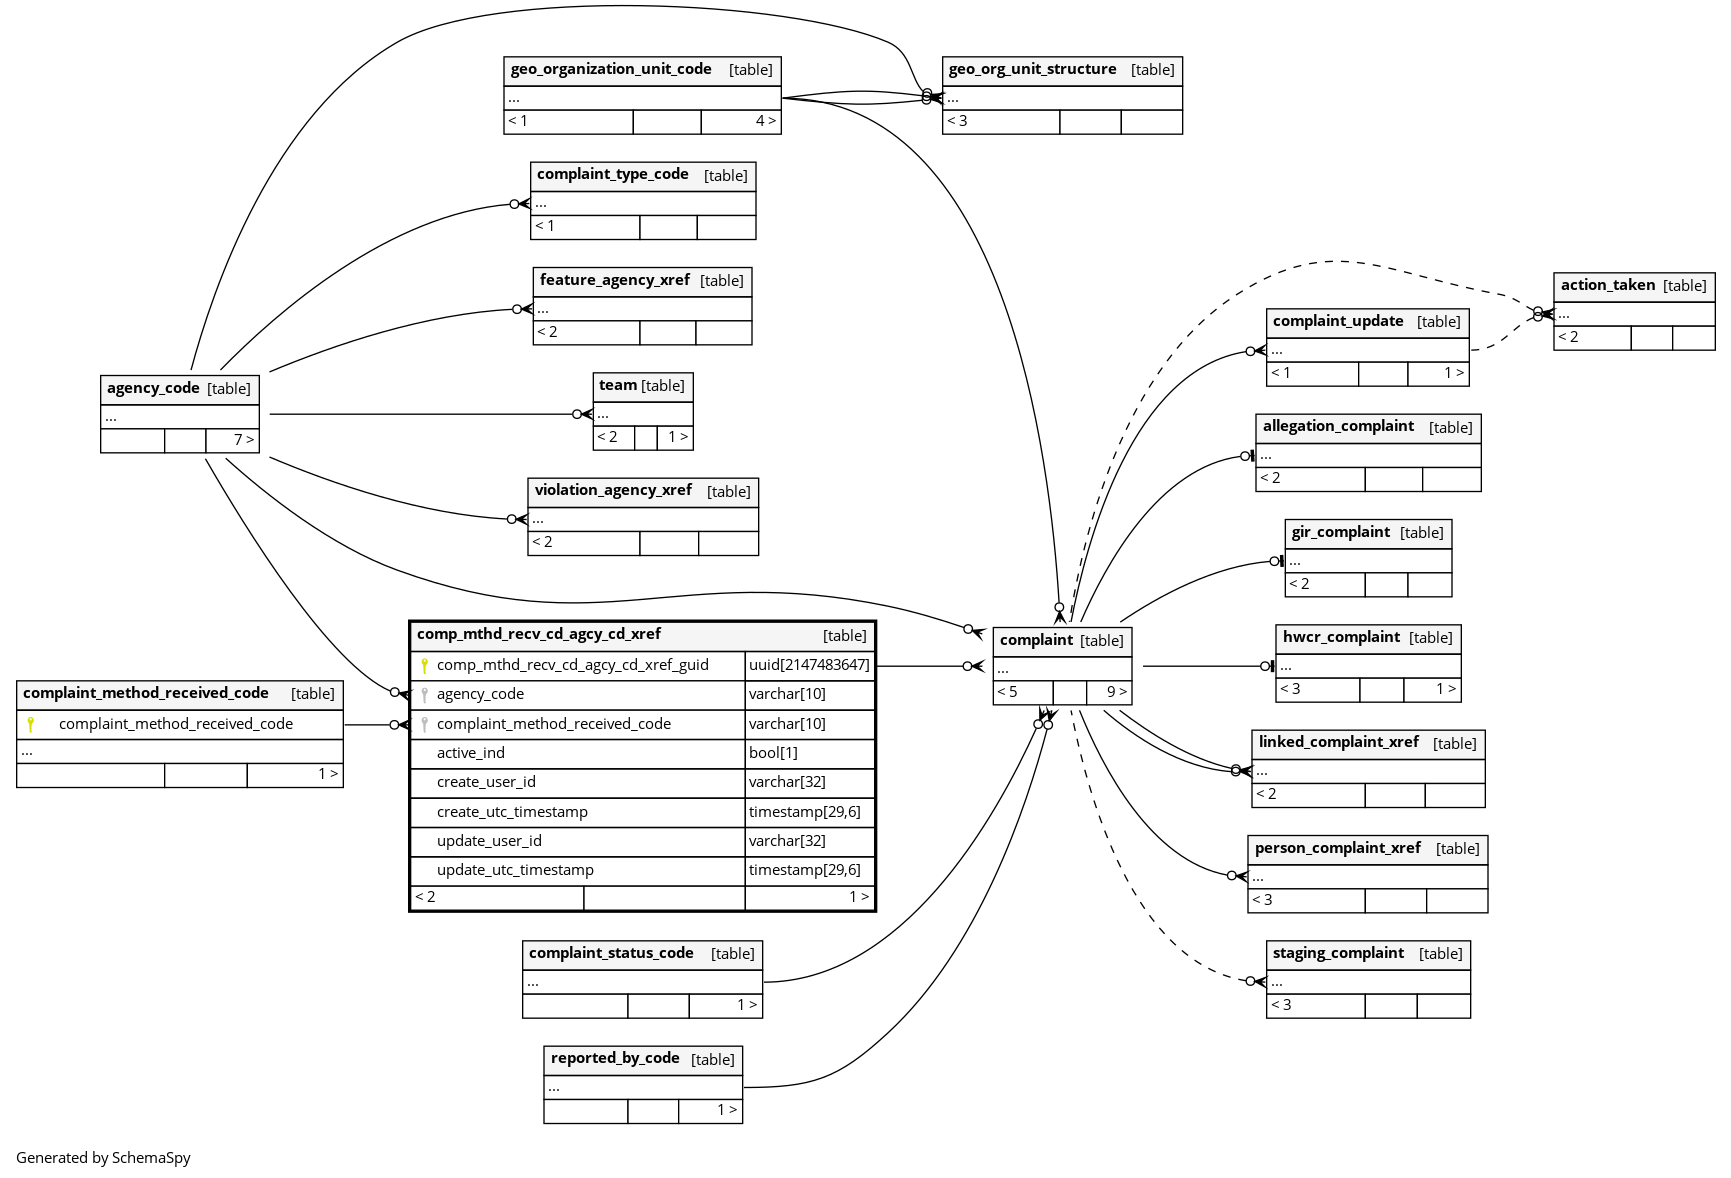 geo_organization_unit_code [table]
...
< 1 4 >
geo_org_unit_structure [table]
...
< 3
complaint_type_code [table]
...
< 1
feature_agency_xref [table]
...
< 2
action_taken [table]
...
< 2
complaint_update [table]
...
< 1 1 >
agency_code [table]
...
7 >
team [table]
...
< 2 1 >
allegation_complaint [table]
...
< 2
violation_agency_xref [table]
...
< 2
gir_complaint [table]
...
< 2
comp_mthd_recv_cd_agcy_cd_xref [table]
comp_mthd_recv_cd_agcy_cd_xref_guid uuid[2147483647]
agency_code varchar[10]
complaint_method_received_code varchar[10]
active_ind bool[1]
create_user_id varchar[32]
create_utc_timestamp timestamp[29,6]
update_user_id varchar[32]
update_utc_timestamp timestamp[29,6]
< 2 1 >
complaint [table]
...
< 5 9 >
hwcr_complaint [table]
...
< 3 1 >
complaint_method_received_code [table]
complaint_method_received_code
...
1 >
linked_complaint_xref [table]
...
< 2
person_complaint_xref [table]
...
< 3
complaint_status_code [table]
...
1 >
staging_complaint [table]
...
< 3
reported_by_code [table]
...
1 >
Generated by SchemaSpy